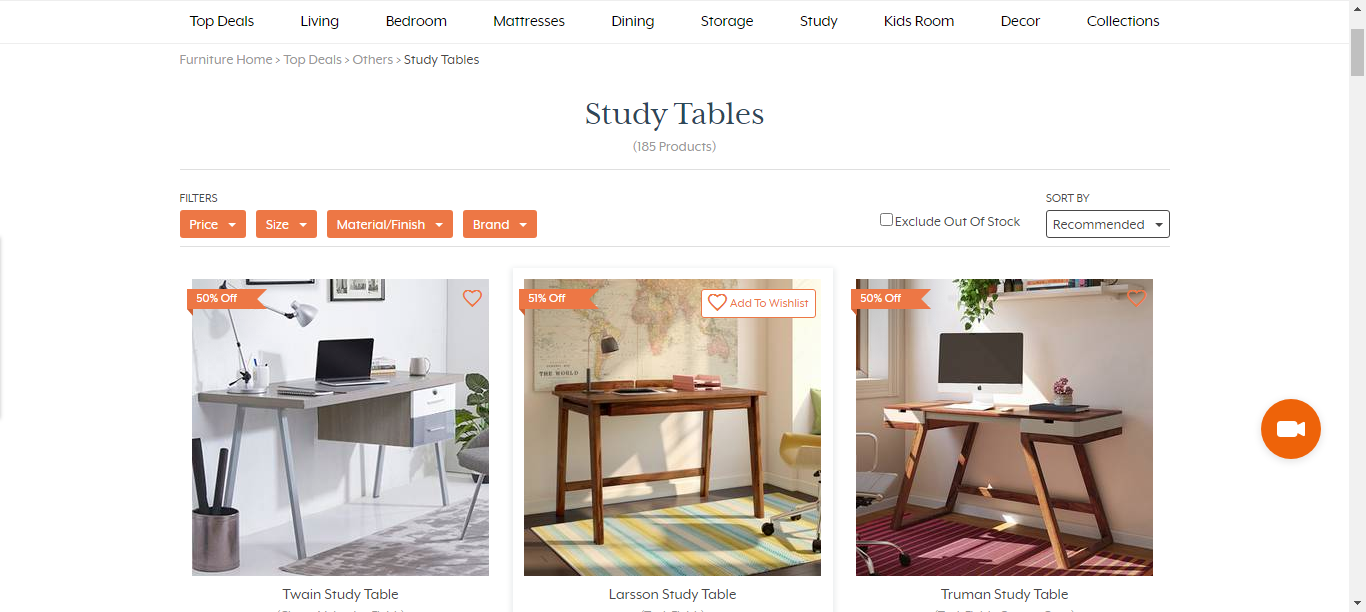 Top Deals Living Bedroom Mattresses Dining Storage Study Kids Room Decor Collections
Furniture Home > Top Deals > Others > Study Tables
Study Tables
(185 Products)
FILTERS
SORT BY
Price Size Material/Finish Brand
Exclude Out Of Stock
Recommended
50% Off
51% Off
Add To Wishlist
50% Off
THE WORLD
Twain Study Table
Larsson Study Table
Truman Study Table